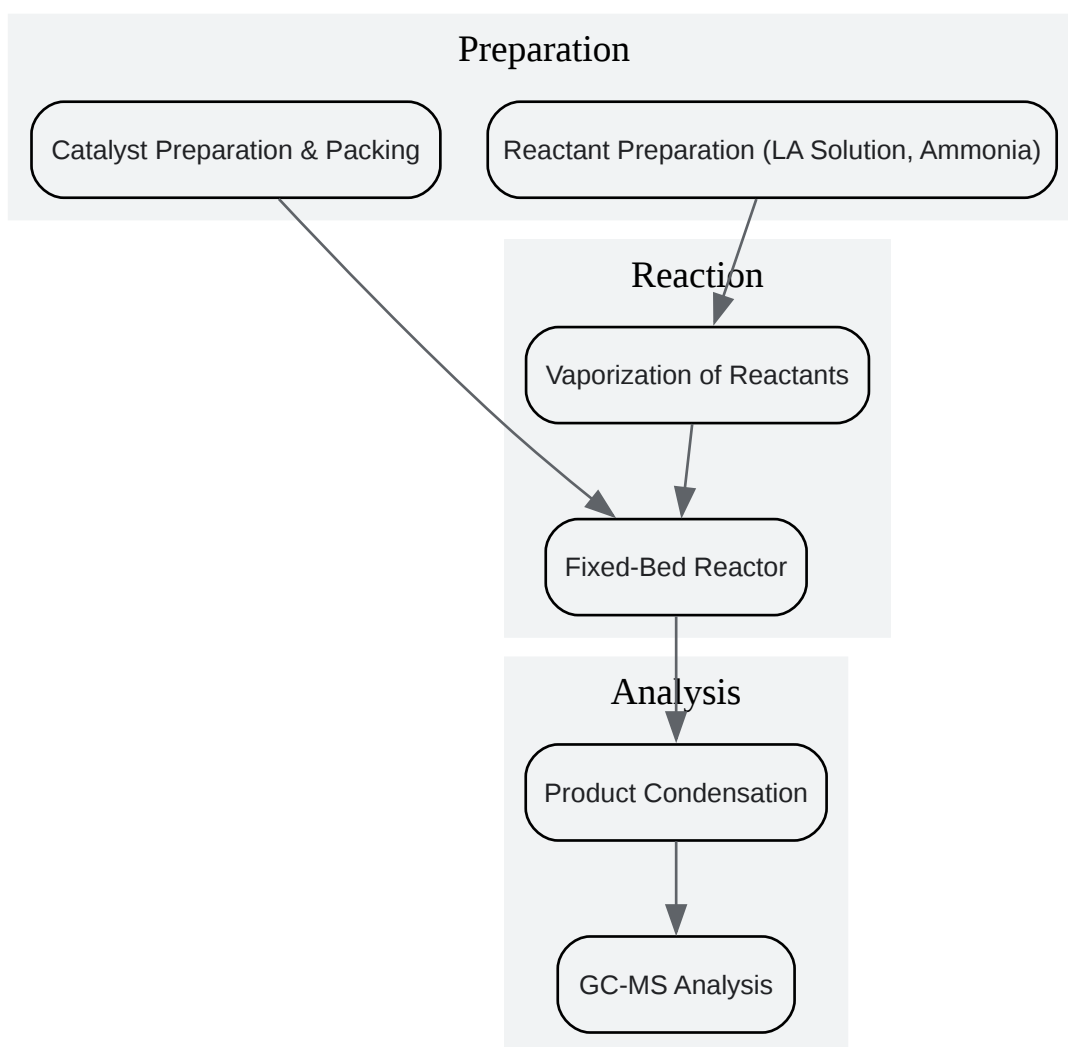 Preparation
Catalyst Preparation & Packing
Reactant Preparation (LA Solution, Ammonia)
Reaction
Vaporization of Reactants
Fixed-Bed Reactor
Analysis
Product Condensation
GC-MS Analysis